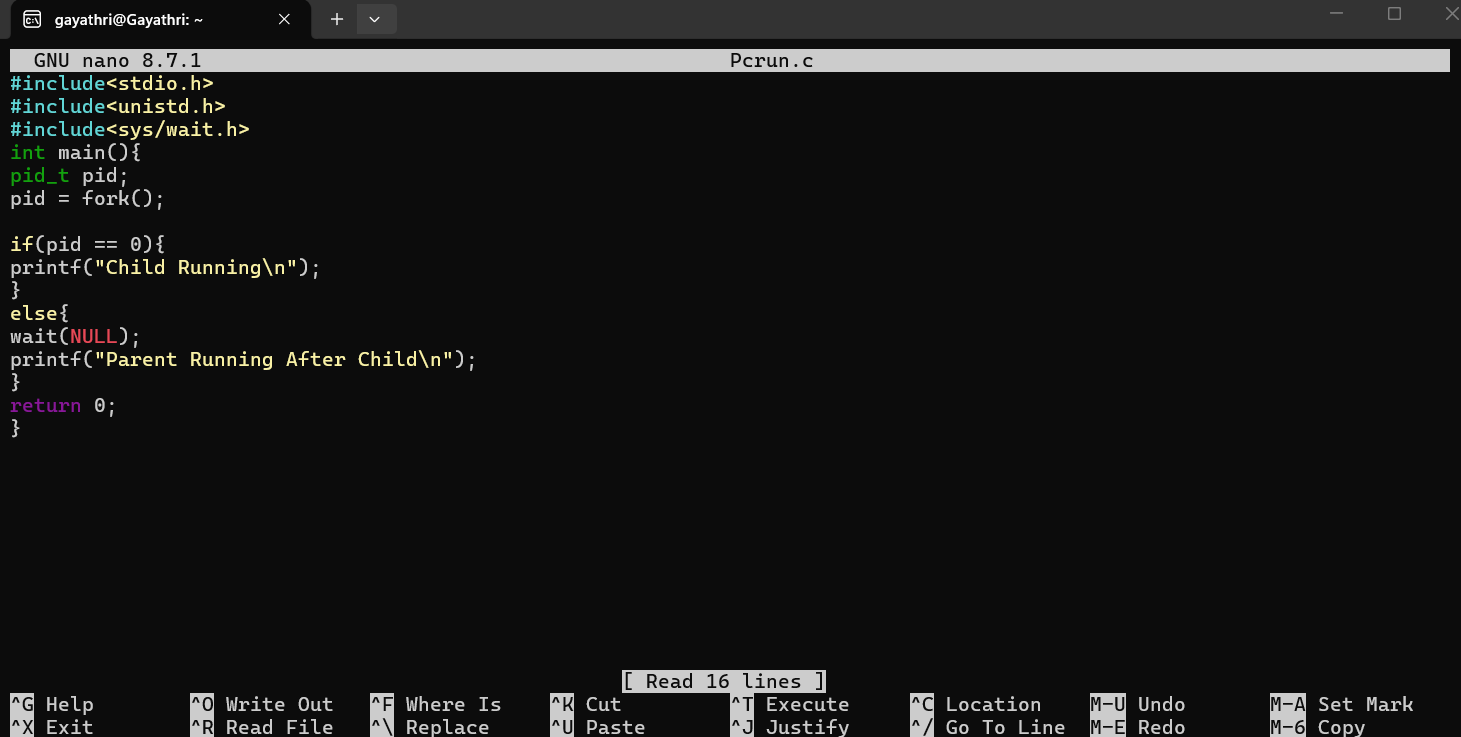 gayathri@Gayathri: ~
GNU nano 8.7.1 Pcrun.c
#include<stdio.h>
#include<unistd.h>
#include<sys/wait.h>
int main(){
pid_t pid;
pid = fork();

if(pid == 0){
printf("Child Running\n");
}
else{
wait(NULL);
printf("Parent Running After Child\n");
}
return 0;
}
[ Read 16 lines ]
^G Help ^O Write Out ^F Where Is ^K Cut ^T Execute ^C Location M-U Undo M-A Set Mark
^X Exit ^R Read File ^\ Replace ^U Paste ^J Justify ^/ Go To Line M-E Redo M-6 Copy